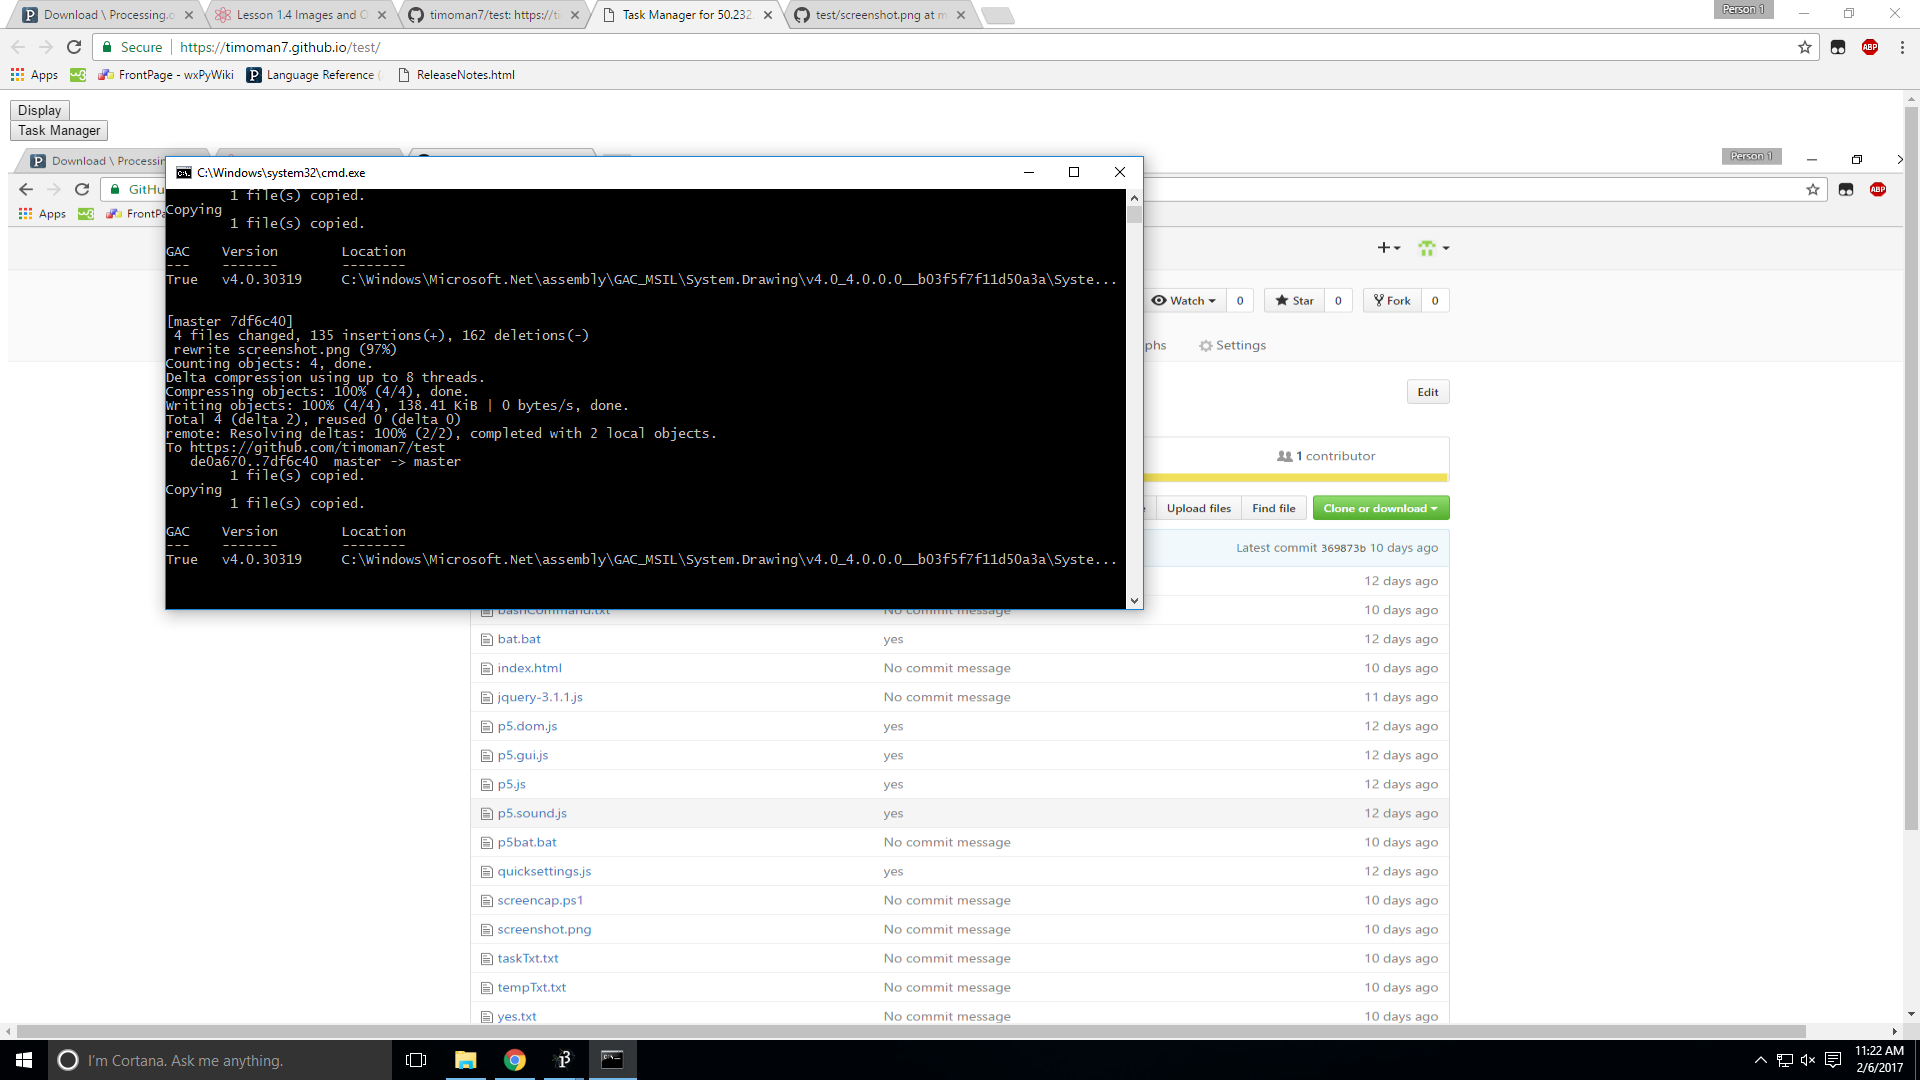 Download \ Processing.o
Lesson 1.4 Images and O
timoman7/test: https://ti
Task Manager for 50.232
test/screenshot.png at m
Person 1
Secure https://timoman7.github.io/test/
Apps FrontPage - wxPyWiki Language Reference ( ReleaseNotes.html
Display
Task Manager
Download \ Processin
Person 1
GitHu
Apps FrontPa
C:\Windows\system32\cmd.exe
1 file(s) copied.
Copying
1 file(s) copied.
GAC Version Location
--- ------- --------
True v4.0.30319 C:\Windows\Microsoft.Net\assembly\GAC_MSIL\System.Drawing\v4.0_4.0.0.0__b03f5f7f11d50a3a\Syste...
[master 7df6c40]
4 files changed, 135 insertions(+), 162 deletions(-)
rewrite screenshot.png (97%)
Counting objects: 4, done.
Delta compression using up to 8 threads.
Compressing objects: 100% (4/4), done.
Writing objects: 100% (4/4), 138.41 KiB | 0 bytes/s, done.
Total 4 (delta 2), reused 0 (delta 0)
remote: Resolving deltas: 100% (2/2), completed with 2 local objects.
To https://github.com/timoman7/test
de0a670..7df6c40 master -> master
1 file(s) copied.
Copying
1 file(s) copied.
GAC Version Location
--- ------- --------
True v4.0.30319 C:\Windows\Microsoft.Net\assembly\GAC_MSIL\System.Drawing\v4.0_4.0.0.0__b03f5f7f11d50a3a\Syste...
Watch 0 Star 0 Fork 0
phs Settings
Edit
1 contributor
Upload files Find file Clone or download
Latest commit 369873b 10 days ago
12 days ago
bashCommand.txt No commit message 10 days ago
bat.bat yes 12 days ago
index.html No commit message 10 days ago
jquery-3.1.1.js No commit message 11 days ago
p5.dom.js yes 12 days ago
p5.gui.js yes 12 days ago
p5.js yes 12 days ago
p5.sound.js yes 12 days ago
p5bat.bat No commit message 10 days ago
quicksettings.js yes 12 days ago
screencap.ps1 No commit message 10 days ago
screenshot.png No commit message 10 days ago
taskTxt.txt No commit message 10 days ago
tempTxt.txt No commit message 10 days ago
yes.txt No commit message 10 days ago
I'm Cortana. Ask me anything.
11:22 AM
2/6/2017